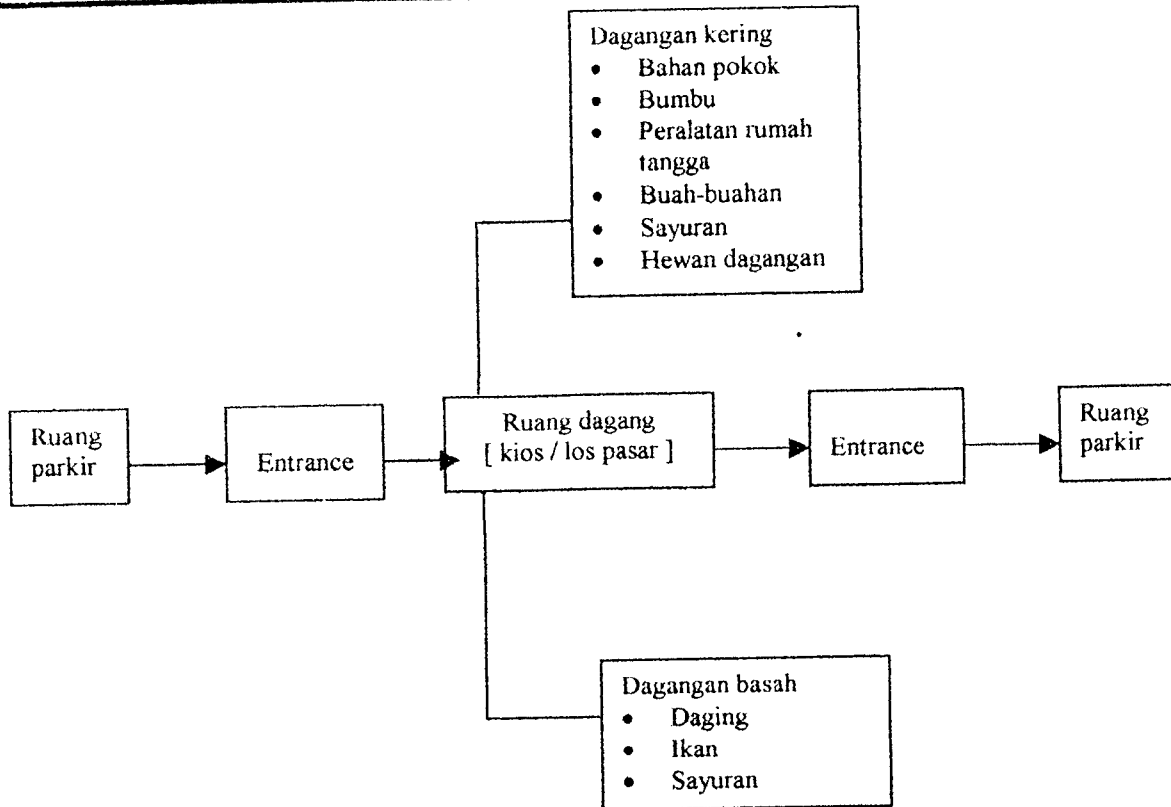 Dagangan kering
• Bahan pokok
• Bumbu
• Peralatan rumah
tangga
• Buah-buahan
• Sayuran
• Hewan dagangan
Ruang
parkir
Entrance
Ruang dagang
[ kios / los pasar ]
Entrance
Ruang
parkir
Dagangan basah
• Daging
• Ikan
• Sayuran